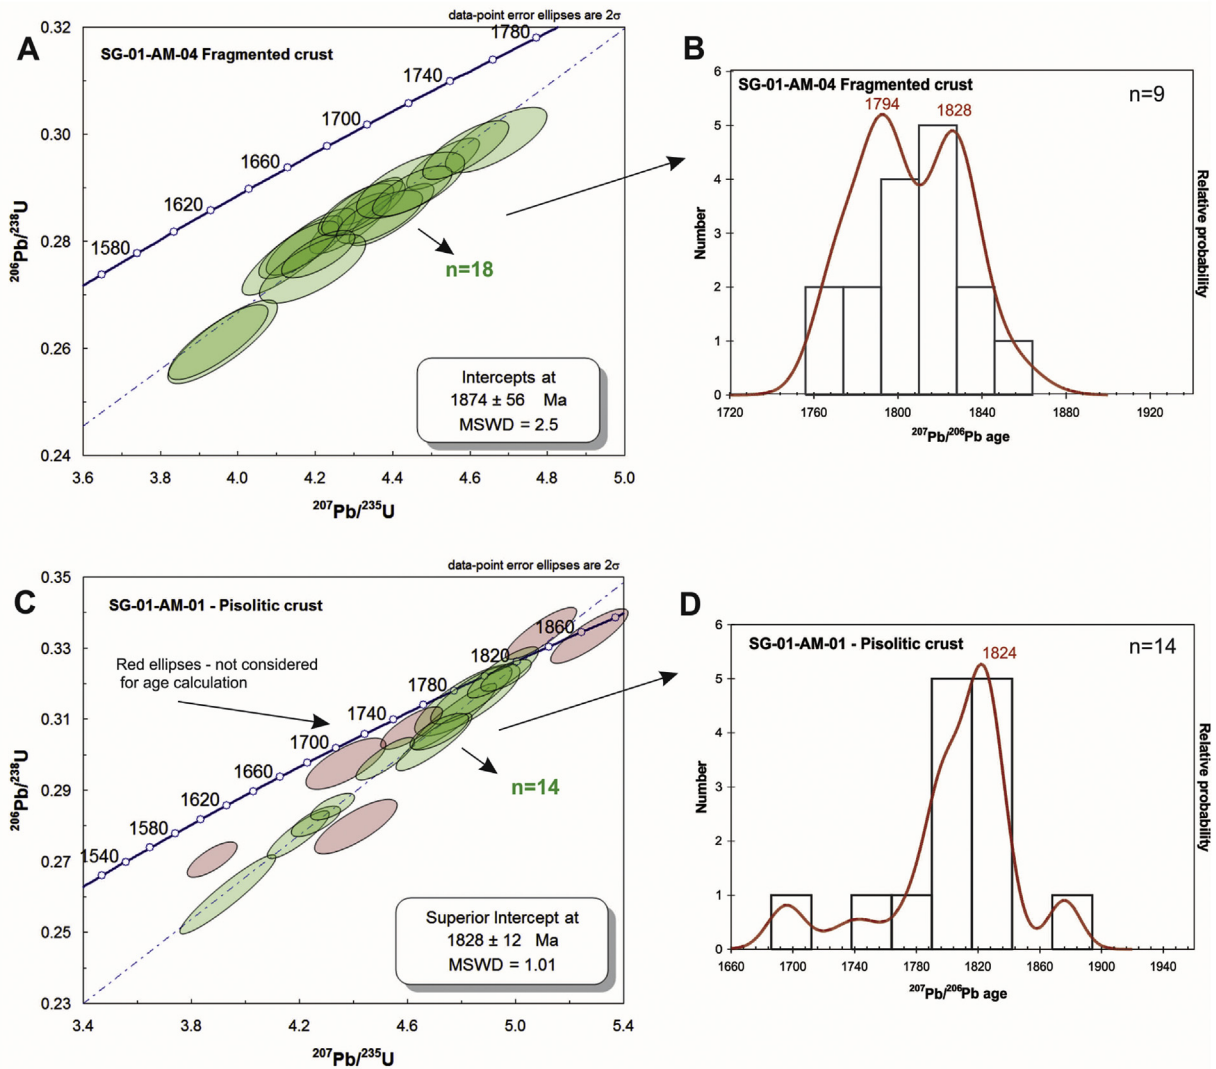 A
data-point error ellipses are 2σ
SG-01-AM-04 Fragmented crust
0.32
0.30
0.28
0.26
0.24
²⁰⁶Pb/²³⁸U
1580
1620
1660
1700
1740
1780
n=18
Intercepts at
1874 ± 56 Ma
MSWD = 2.5
3.6 3.8 4.0 4.2 4.4 4.6 4.8 5.0
²⁰⁷Pb/²³⁵U
B
SG-01-AM-04 Fragmented crust
n=9
1794
1828
6
5
4
3
2
1
0
Number
Relative probability
1720 1760 1800 1840 1880 1920
²⁰⁷Pb/²⁰⁶Pb age
C
data-point error ellipses are 2σ
SG-01-AM-01 - Pisolitic crust
Red ellipses - not considered
for age calculation
0.35
0.33
0.31
0.29
0.27
0.25
0.23
²⁰⁶Pb/²³⁸U
1540
1580
1620
1660
1700
1740
1780
1820
1860
n=14
Superior Intercept at
1828 ± 12 Ma
MSWD = 1.01
3.4 3.8 4.2 4.6 5.0 5.4
²⁰⁷Pb/²³⁵U
D
SG-01-AM-01 - Pisolitic crust
n=14
1824
6
5
4
3
2
1
0
Number
Relative probability
1660 1700 1740 1780 1820 1860 1900 1940
²⁰⁷Pb/²⁰⁶Pb age